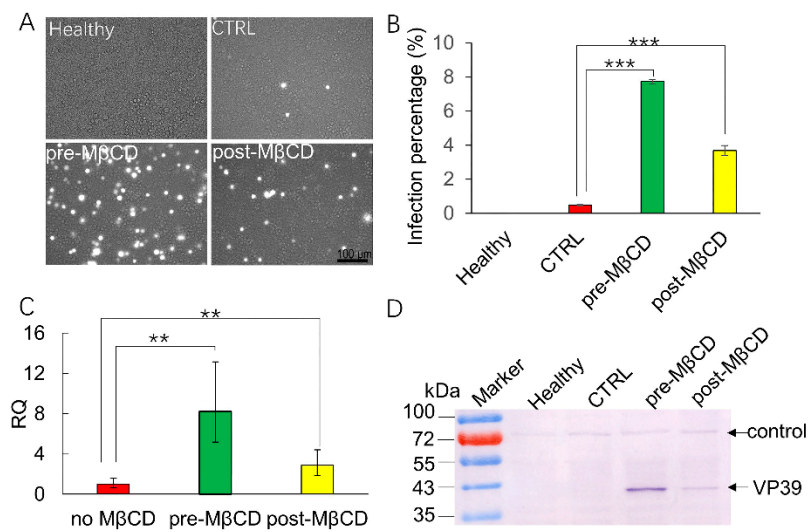 A
Healthy
CTRL
pre-MβCD
post-MβCD
100 μm
B
Infection percentage (%)
10
8
6
4
2
0
***
***
Healthy
CTRL
pre-MβCD
post-MβCD
C
RQ
16
12
8
4
0
**
**
no MβCD
pre-MβCD
post-MβCD
D
kDa
Marker
Healthy
CTRL
pre-MβCD
post-MβCD
100
72
55
43
35
control
VP39